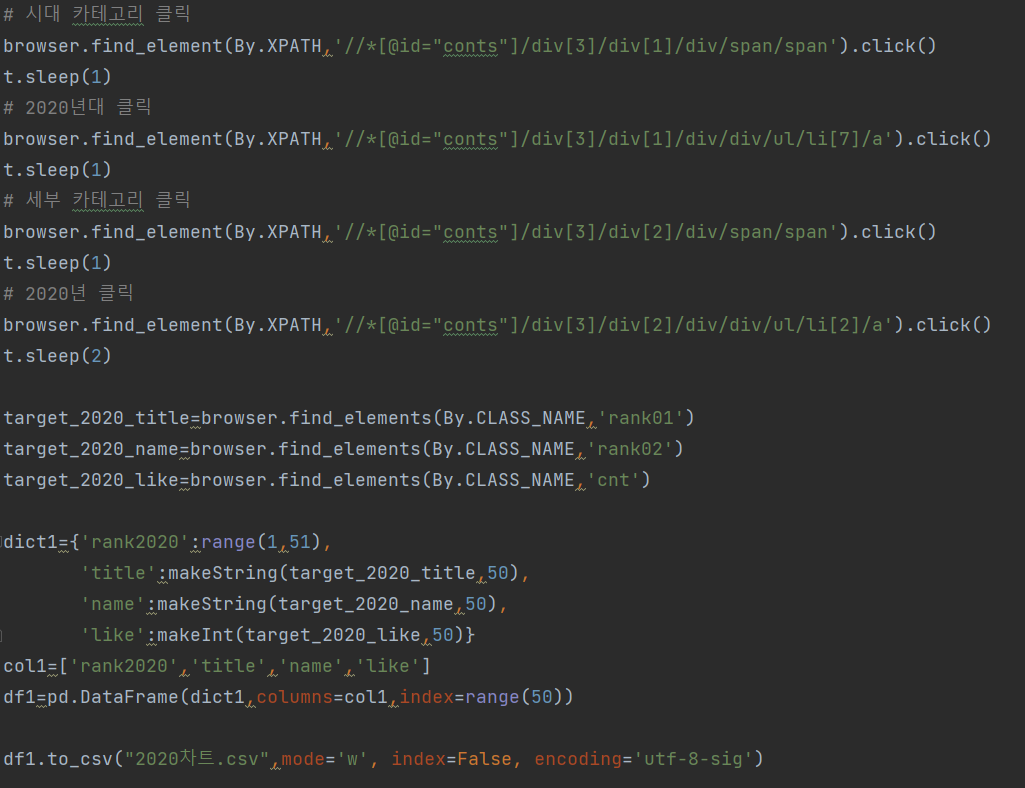 # 시대 카테고리 클릭
browser.find_element(By.XPATH,'//*[@id="conts"]/div[3]/div[1]/div/span/span').click()
t.sleep(1)
# 2020년대 클릭
browser.find_element(By.XPATH,'//*[@id="conts"]/div[3]/div[1]/div/div/ul/li[7]/a').click()
t.sleep(1)
# 세부 카테고리 클릭
browser.find_element(By.XPATH,'//*[@id="conts"]/div[3]/div[2]/div/span/span').click()
t.sleep(1)
# 2020년 클릭
browser.find_element(By.XPATH,'//*[@id="conts"]/div[3]/div[2]/div/div/ul/li[2]/a').click()
t.sleep(2)

target_2020_title=browser.find_elements(By.CLASS_NAME,'rank01')
target_2020_name=browser.find_elements(By.CLASS_NAME,'rank02')
target_2020_like=browser.find_elements(By.CLASS_NAME,'cnt')

dict1={'rank2020':range(1,51),
       'title':makeString(target_2020_title,50),
       'name':makeString(target_2020_name,50),
       'like':makeInt(target_2020_like,50)}
col1=['rank2020','title','name','like']
df1=pd.DataFrame(dict1,columns=col1,index=range(50))

df1.to_csv("2020차트.csv",mode='w', index=False, encoding='utf-8-sig')